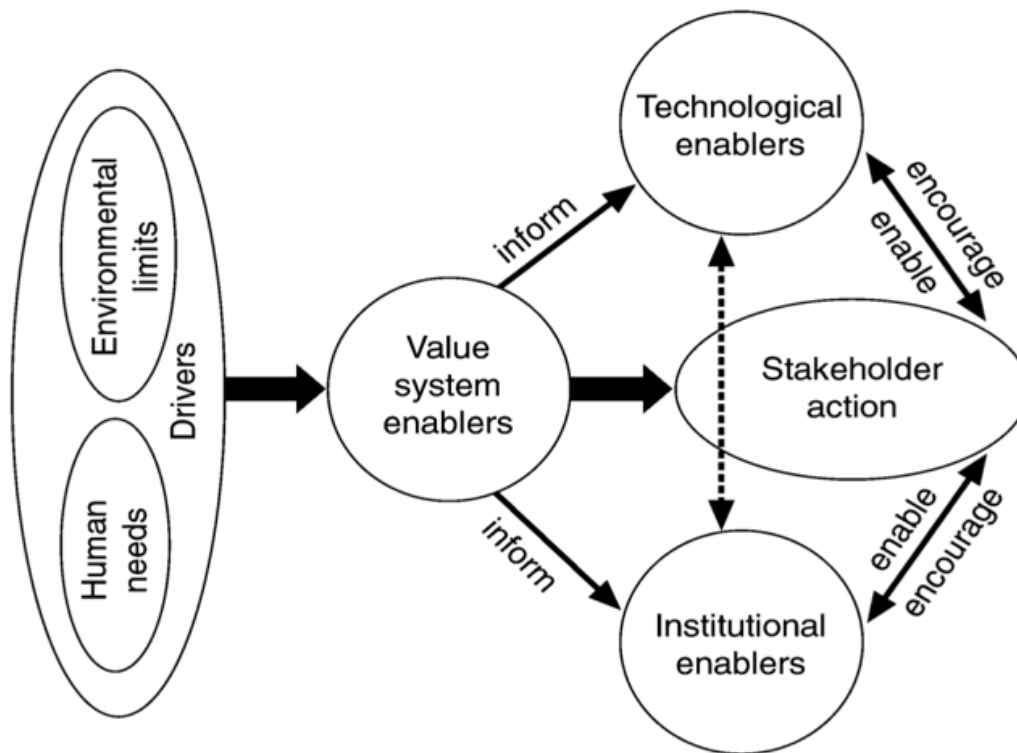 Environmental
limits
Human
needs
Drivers
Value
system
enablers
inform
inform
Technological
enablers
encourage
enable
Stakeholder
action
enable
encourage
Institutional
enablers